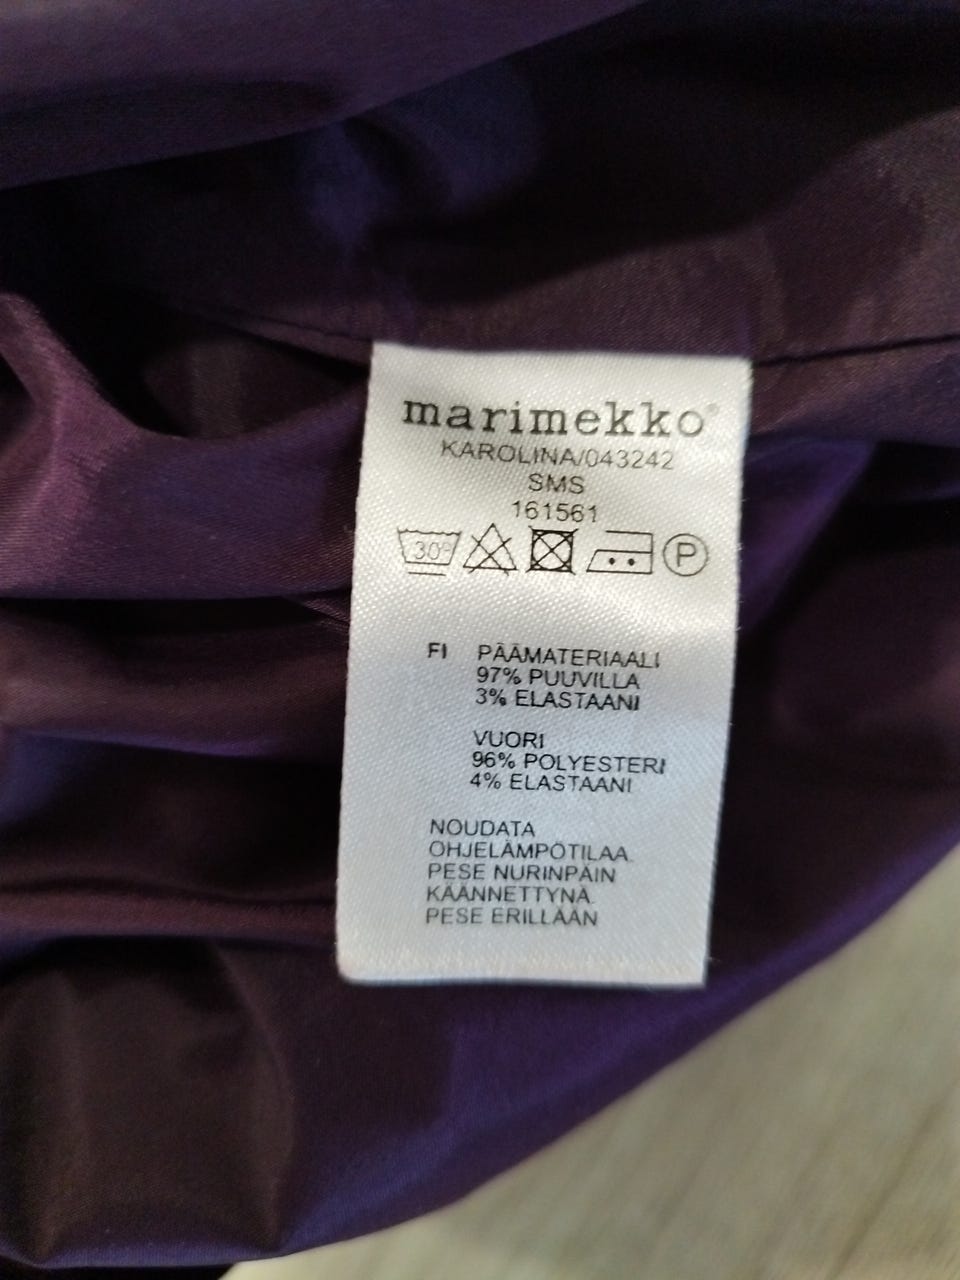 marimekko®
KAROLINA/043242
SMS
161561
30° P
FI PÄÄMATERIAALI
97% PUUVILLA
3% ELASTAANI
VUORI
96% POLYESTERI
4% ELASTAANI
NOUDATA
OHJELÄMPÖTILAA.
PESE NURINPÄIN
KÄÄNNETTYNÄ.
PESE ERILLÄÄN